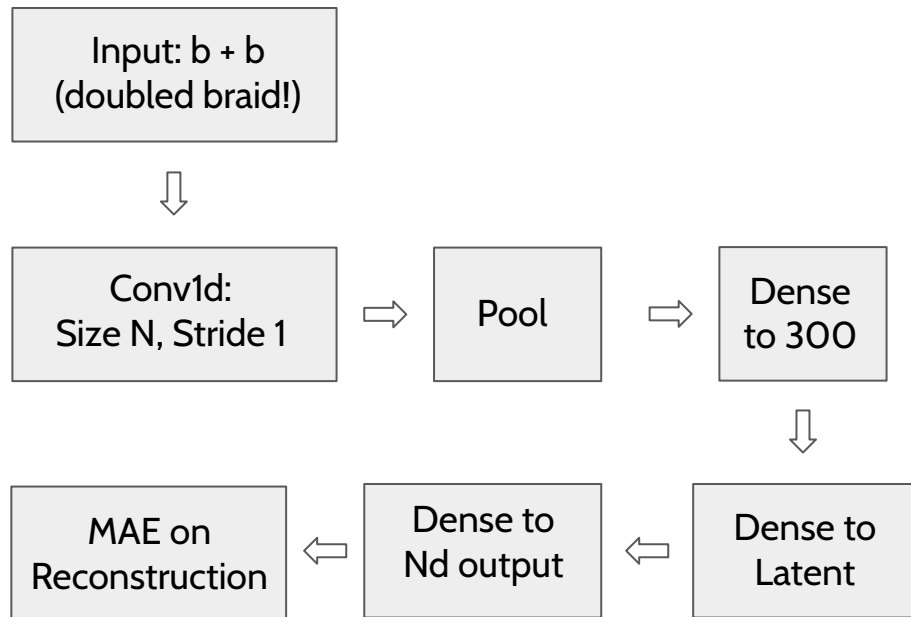 Input: b + b
(doubled braid!)
Conv1d:
Size N, Stride 1
Pool
Dense
to 300
Dense to
Latent
Dense to
Nd output
MAE on
Reconstruction